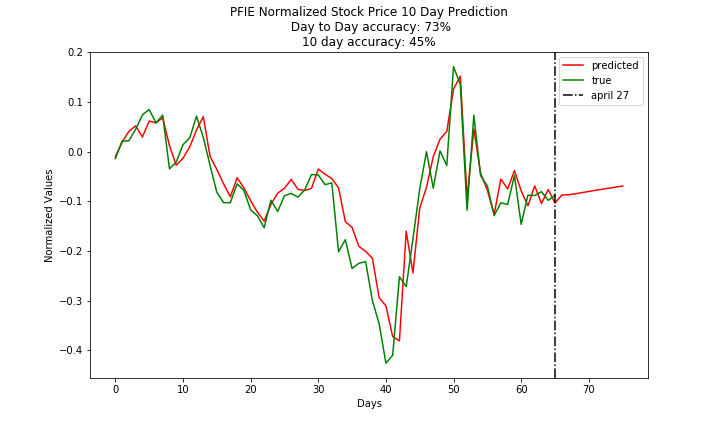 PFIE Normalized Stock Price 10 Day Prediction
Day to Day accuracy: 73%
10 day accuracy: 45%
predicted
true
april 27
Normalized Values
0.2
0.1
0.0
−0.1
−0.2
−0.3
−0.4
0 10 20 30 40 50 60 70
Days